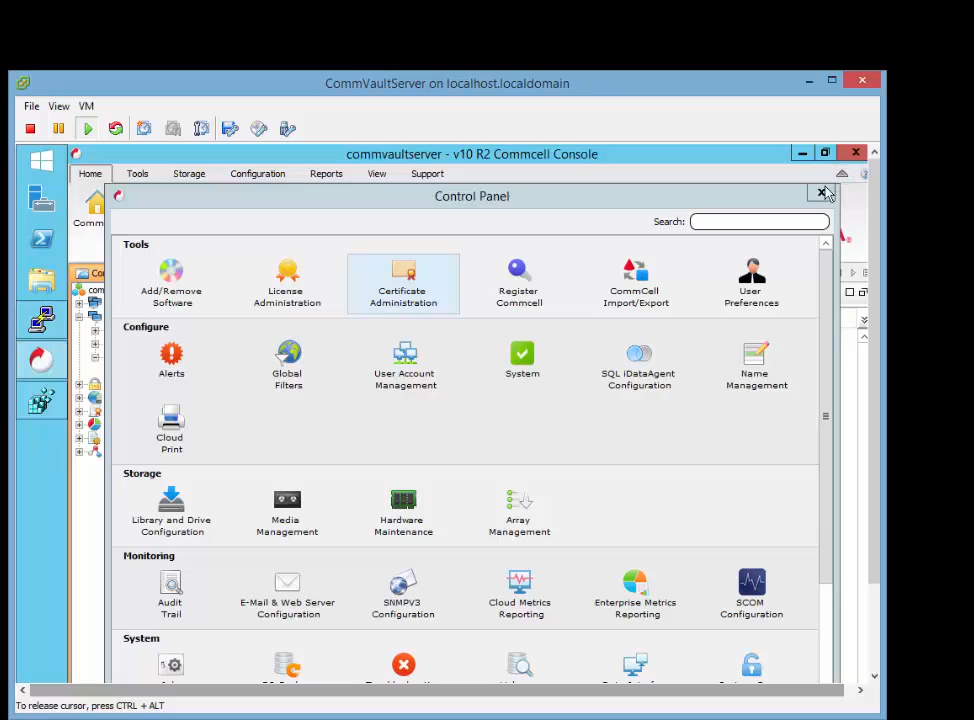 CommVaultServer on localhost.localdomain
File View VM
commvaultserver - v10 R2 Commcell Console
Home Tools Storage Configuration Reports View Support
Control Panel
Search:
Tools
Add/Remove Software
License Administration
Certificate Administration
Register Commcell
CommCell Import/Export
User Preferences
Configure
Alerts
Global Filters
User Account Management
System
SQL iDataAgent Configuration
Name Management
Cloud Print
Storage
Library and Drive Configuration
Media Management
Hardware Maintenance
Array Management
Monitoring
Audit Trail
E-Mail & Web Server Configuration
SNMPV3 Configuration
Cloud Metrics Reporting
Enterprise Metrics Reporting
SCOM Configuration
System
To release cursor, press CTRL + ALT